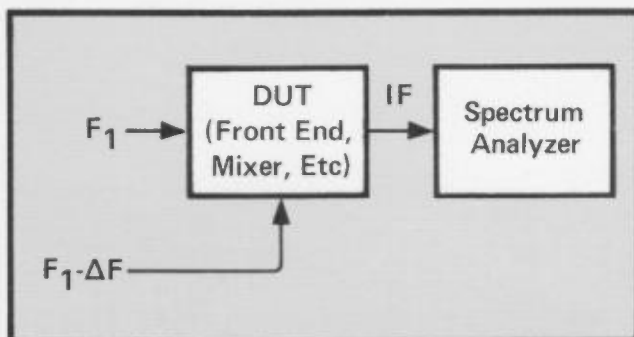 DUT
(Front End,
Mixer, Etc)
F1
IF
Spectrum
Analyzer
F1-ΔF